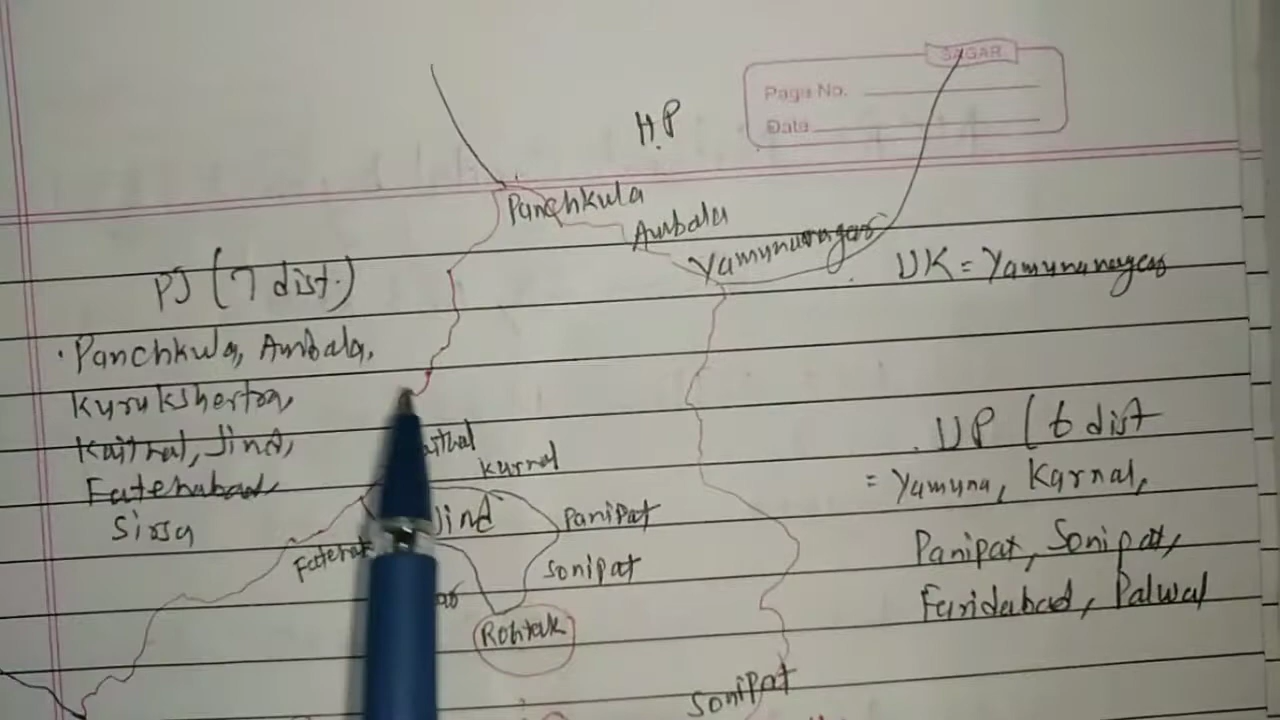 SAGAR
Page No.
Date
H.P
Panchkula
Ambala
Yamunanagar
UK = Yamunanagar
PJ (7 dist.)
Panchkula, Ambala,
Kurukshertra,
Kaithal, Jind,
Fatehabad,
Sirsa
UP (6 dist
= Yamuna, Karnal,
Panipat, Sonipat,
Faridabad, Palwal
Karnal
Jind
Panipat
Sonipat
Rohtak
Sonipat